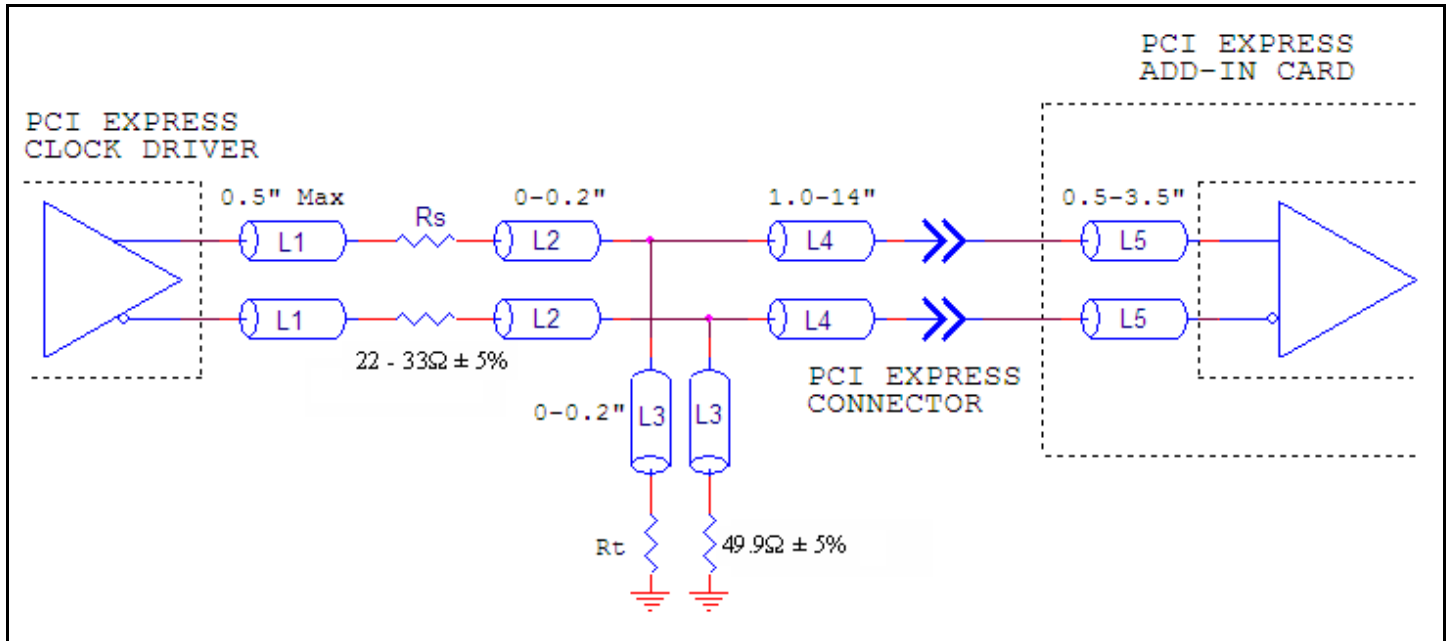 PCI EXPRESS
ADD-IN CARD
PCI EXPRESS
CLOCK DRIVER
0.5" Max
Rs
0-0.2"
1.0-14"
0.5-3.5"
L1
L2
L4
L5
L1
L2
L4
L5
22 - 33Ω ± 5%
PCI EXPRESS
CONNECTOR
0-0.2"
L3
L3
Rt
49.9Ω ± 5%